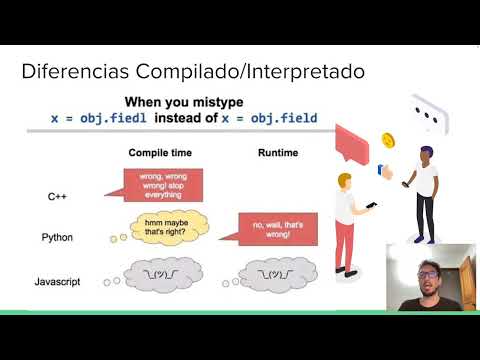 Diferencias Compilado/Interpretado
When you mistype
x = obj.fiedl instead of x = obj.field
Compile time Runtime
C++
wrong, wrong
wrong! stop
everything
Python
hmm maybe
that's right?
no, wait, that's
wrong!
Javascript
¯\_(ツ)_/¯ ¯\_(ツ)_/¯